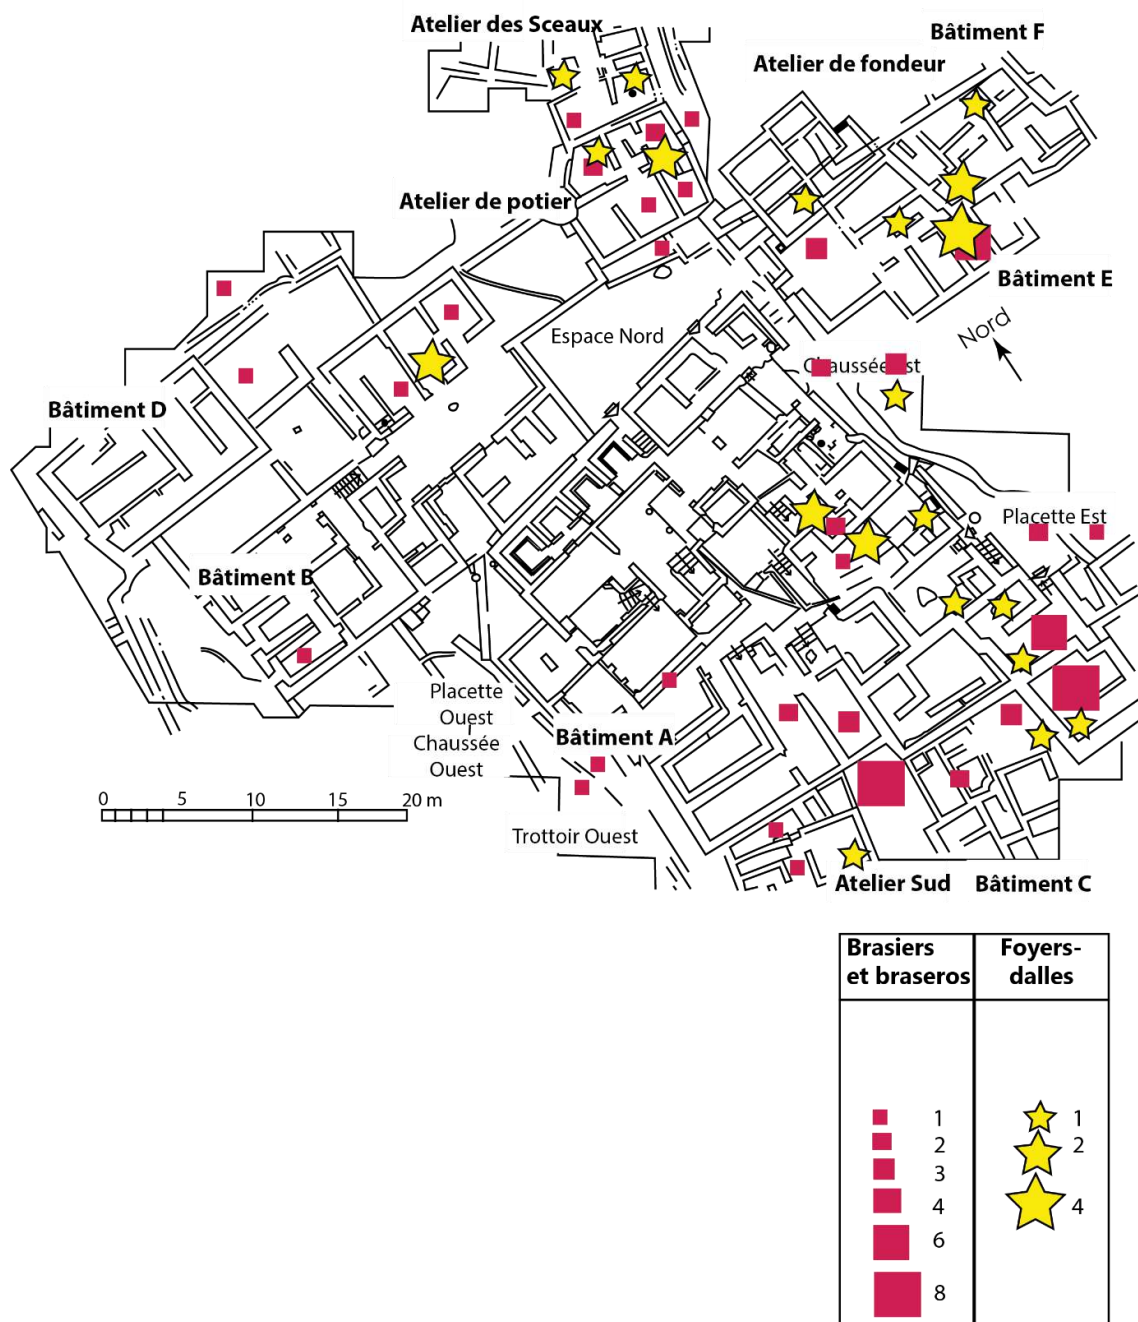 Atelier des Sceaux
Bâtiment F
Atelier de fondeur
Atelier de potier
Bâtiment E
Nord
Espace Nord
Chaussée Est
Bâtiment D
Placette Est
Bâtiment B
Placette
Ouest
Chaussée
Ouest
Bâtiment A
0 5 10 15 20 m
Trottoir Ouest
Atelier Sud
Bâtiment C
Brasiers
et braseros
Foyers-
dalles
1
2
3
4
6
8
1
2
4